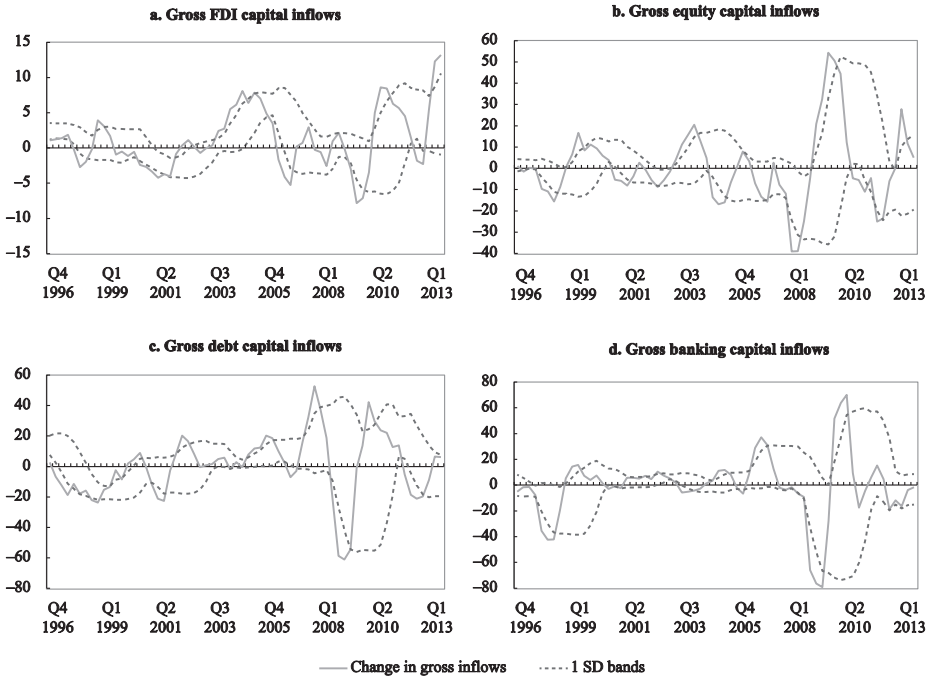 a. Gross FDI capital inflows
15
10
5
0
–5
–10
–15
Q4 Q1 Q2 Q3 Q4 Q1 Q2 Q1
1996 1999 2001 2003 2005 2008 2010 2013
b. Gross equity capital inflows
60
50
40
30
20
10
0
–10
–20
–30
–40
Q4 Q1 Q2 Q3 Q4 Q1 Q2 Q1
1996 1999 2001 2003 2005 2008 2010 2013
c. Gross debt capital inflows
60
40
20
0
–20
–40
–60
–80
Q4 Q1 Q2 Q3 Q4 Q1 Q2 Q1
1996 1999 2001 2003 2005 2008 2010 2013
d. Gross banking capital inflows
80
60
40
20
0
–20
–40
–60
–80
Q4 Q1 Q2 Q3 Q4 Q1 Q2 Q1
1996 1999 2001 2003 2005 2008 2010 2013
Change in gross inflows 1 SD bands